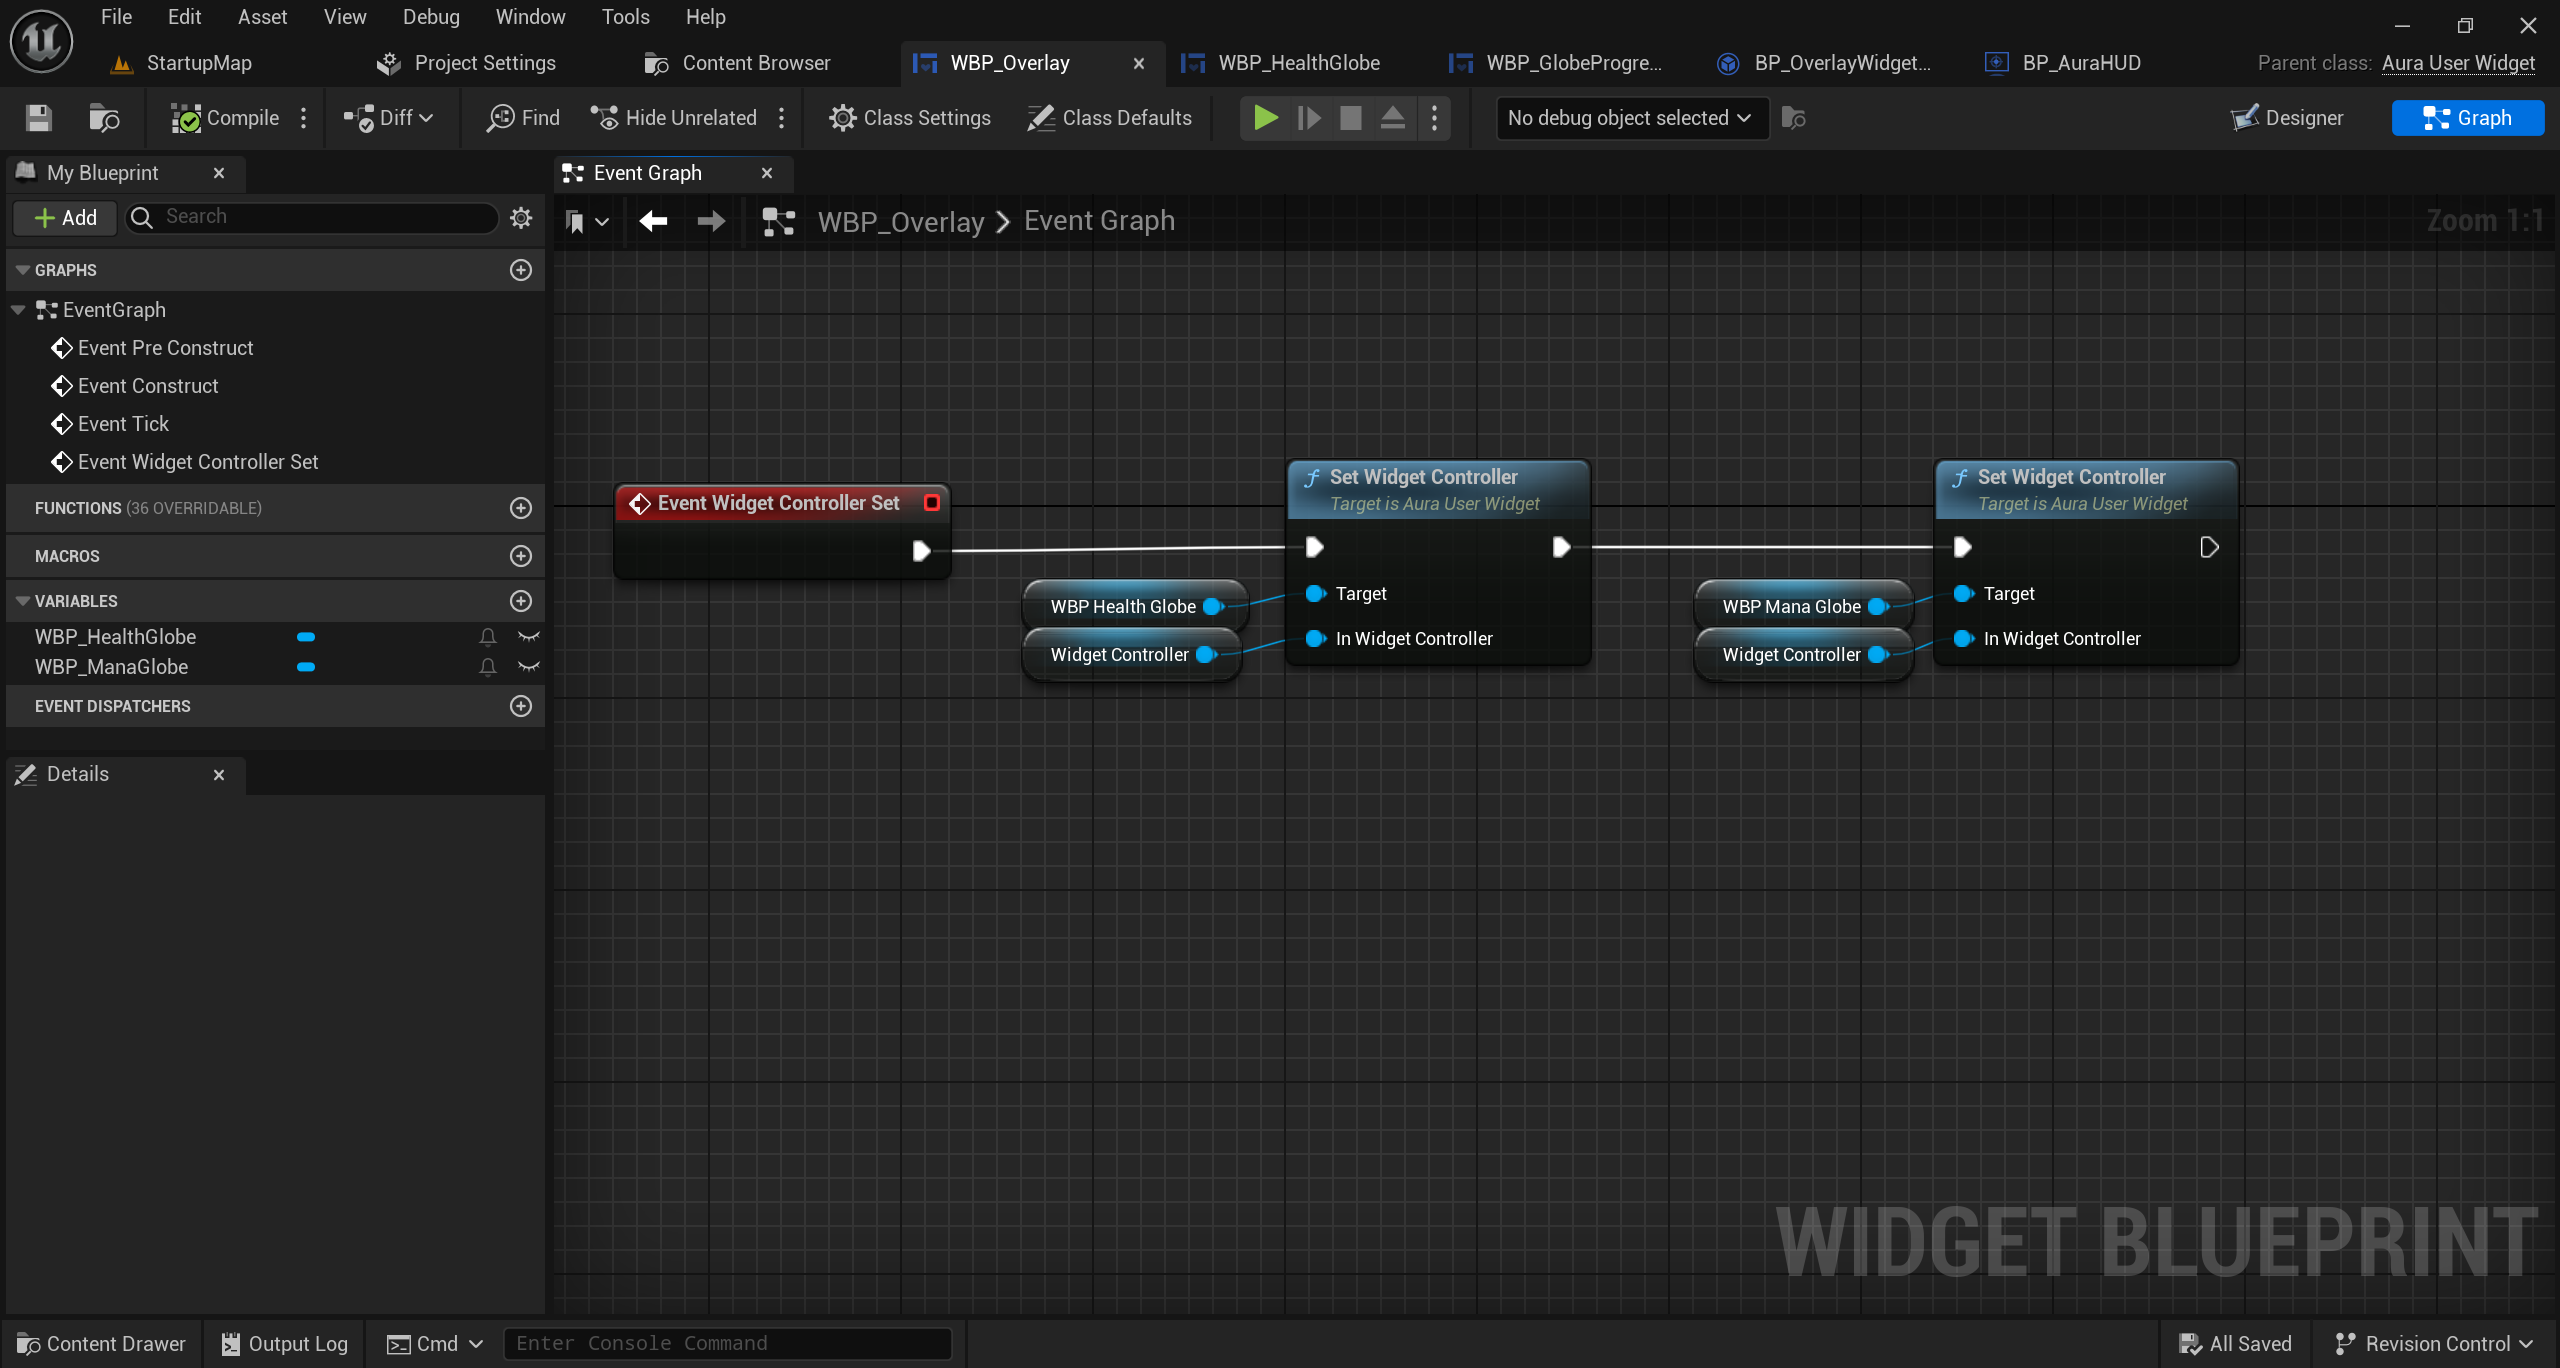 File Edit Asset View Debug Window Tools Help
StartupMap Project Settings Content Browser WBP_Overlay WBP_HealthGlobe WBP_GlobeProgre... BP_OverlayWidget... BP_AuraHUD Parent class: Aura User Widget
Compile Diff Find Hide Unrelated Class Settings Class Defaults No debug object selected Designer Graph
My Blueprint
Event Graph
Add Search
WBP_Overlay > Event Graph
Zoom 1:1
GRAPHS
EventGraph
Event Pre Construct
Event Construct
Event Tick
Event Widget Controller Set
FUNCTIONS (36 OVERRIDABLE)
MACROS
VARIABLES
WBP_HealthGlobe
WBP_ManaGlobe
EVENT DISPATCHERS
Details
Event Widget Controller Set
Set Widget Controller
Target is Aura User Widget
WBP Health Globe
Target
Widget Controller
In Widget Controller
Set Widget Controller
Target is Aura User Widget
WBP Mana Globe
Target
Widget Controller
In Widget Controller
WIDGET BLUEPRINT
Content Drawer Output Log Cmd Enter Console Command All Saved Revision Control